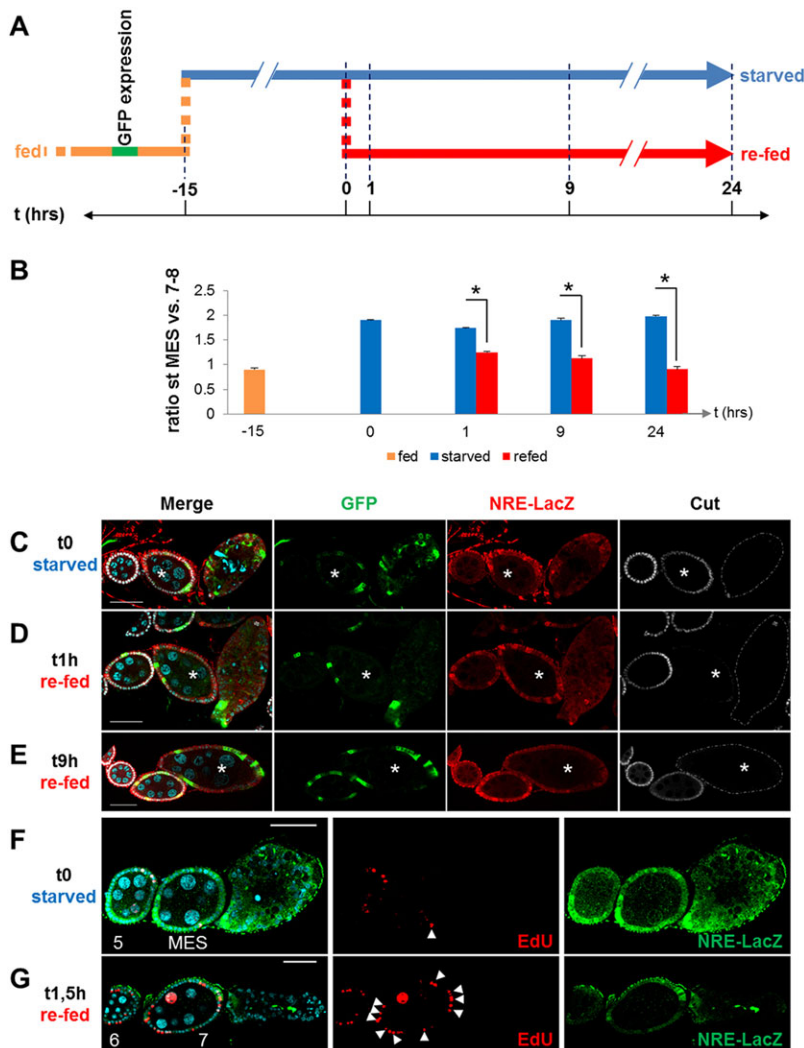 A
GFP expression
starved
fed
re-fed
-15 0 1 9 24
t (hrs)
B
ratio st MES vs. 7-8
2.5
2
1.5
1
0.5
0
* * *
t (hrs)
-15 0 1 9 24
fed starved refed
Merge GFP NRE-LacZ Cut
C
t0
starved
* * * *
D
t1h
re-fed
* * * *
E
t9h
re-fed
* * * *
F
t0
starved
5 MES
EdU
NRE-LacZ
G
t1,5h
re-fed
6 7
EdU
NRE-LacZ